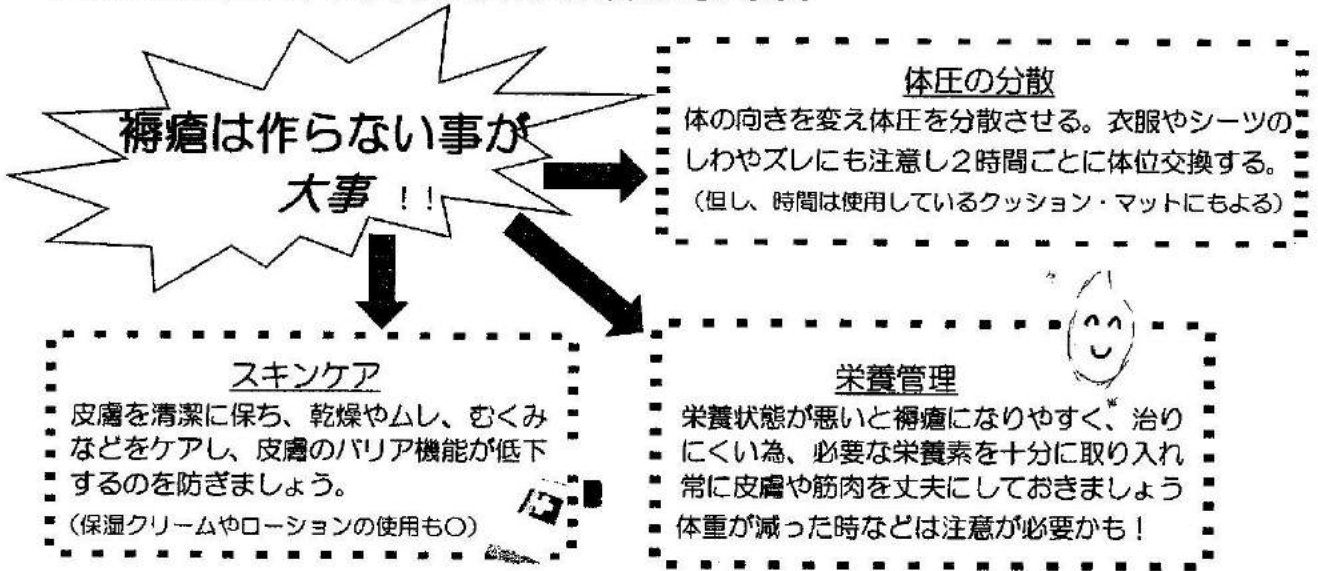 褥瘡は作らない事が
大事！！
体圧の分散
体の向きを変え体圧を分散させる。衣服やシーツの
しわやズレにも注意し２時間ごとに体位交換する。
（但し、時間は使用しているクッション・マットにもよる）
スキンケア
皮膚を清潔に保ち、乾燥やムレ、むくみ
などをケアし、皮膚のバリア機能が低下
するのを防ぎましょう。
（保湿クリームやローションの使用も〇）
栄養管理
栄養状態が悪いと褥瘡になりやすく、治り
にくい為、必要な栄養素を十分に取り入れ
常に皮膚や筋肉を丈夫にしておきましょう
体重が減った時などは注意が必要かも！